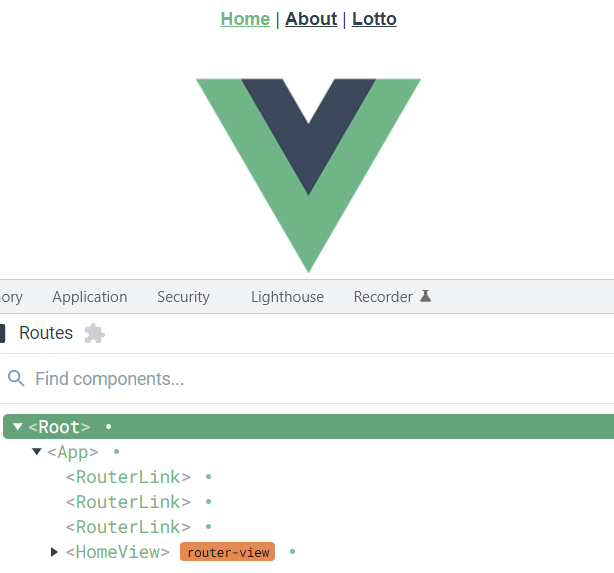 Home | About | Lotto
ory Application Security Lighthouse Recorder
Routes
Find components...
<Root>
<App>
<RouterLink>
<RouterLink>
<RouterLink>
<HomeView> router-view